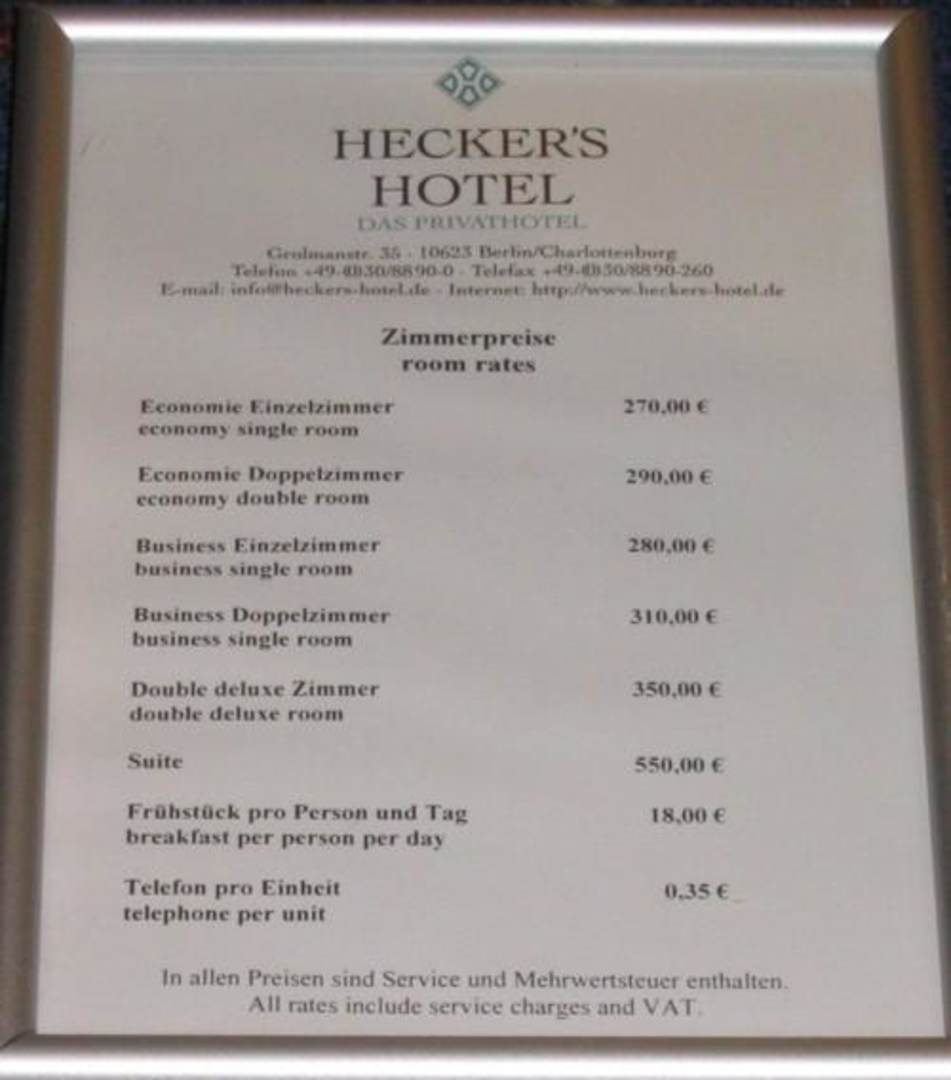 HECKER'S
HOTEL
DAS PRIVATHOTEL
Grolmanstr. 35 - 10623 Berlin/Charlottenburg
Telefon +49-(0)30/8890-0 - Telefax +49-(0)30/8890-260
E-mail: info@heckers-hotel.de - Internet: http://www.heckers-hotel.de
Zimmerpreise
room rates
Economie Einzelzimmer 270,00 €
economy single room
Economie Doppelzimmer 290,00 €
economy double room
Business Einzelzimmer 280,00 €
business single room
Business Doppelzimmer 310,00 €
business single room
Double deluxe Zimmer 350,00 €
double deluxe room
Suite 550,00 €
Frühstück pro Person und Tag 18,00 €
breakfast per person per day
Telefon pro Einheit 0,35 €
telephone per unit
In allen Preisen sind Service und Mehrwertsteuer enthalten.
All rates include service charges and VAT.